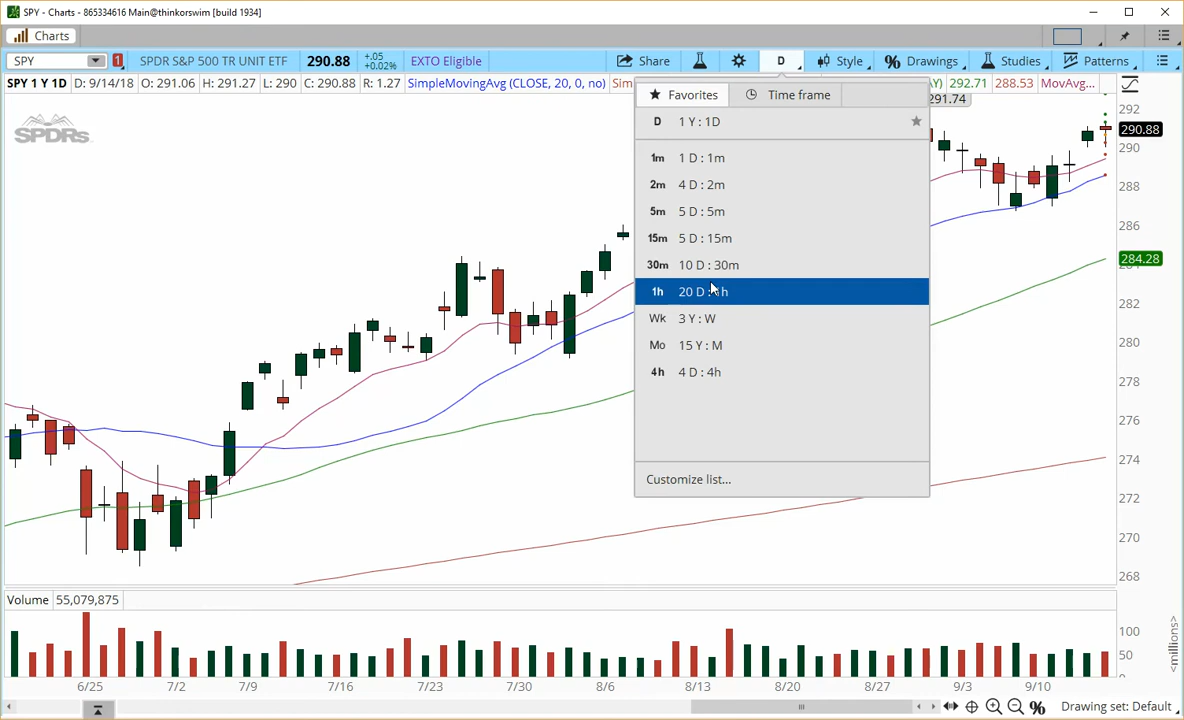 SPY - Charts - 865334616 Main@thinkorswim [build 1934]
Charts
SPY 1 SPDR S&P 500 TR UNIT ETF 290.88 .05 +0.02% EXTO Eligible Share D Style Drawings Studies Patterns
SPY 1 Y 1D D: 9/14/18 O: 291.06 H: 291.27 L: C: 290.88 R: 1.27 SimpleMovingAvg (CLOSE, 20, 0, no) 292.71 288.53 MovAvg...
291.74
Favorites Time frame
D 1 Y : 1D
1m 1 D : 1m
2m 4 D : 2m
5m 5 D : 5m
15m 5 D : 15m
30m 10 D : 30m
1h 20 D
Wk 3 Y : W
Mo 15 Y : M
4h 4 D : 4h
Customize list...
SPDRs
292
290.88
290
288
286
284.28
282
280
278
276
274
272
270
268
Volume 55,079,875
100
50
0
<millions>
6/25 7/2 7/9 7/16 7/23 7/30 8/6 8/13 8/20 8/27 9/3 9/10
Drawing set: Default